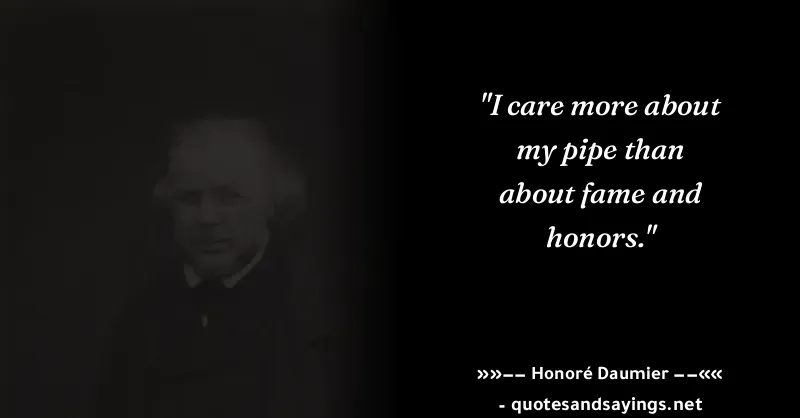 "I care more about
my pipe than
about fame and
honors."
»»–– Honoré Daumier ––««
- quotesandsayings.net